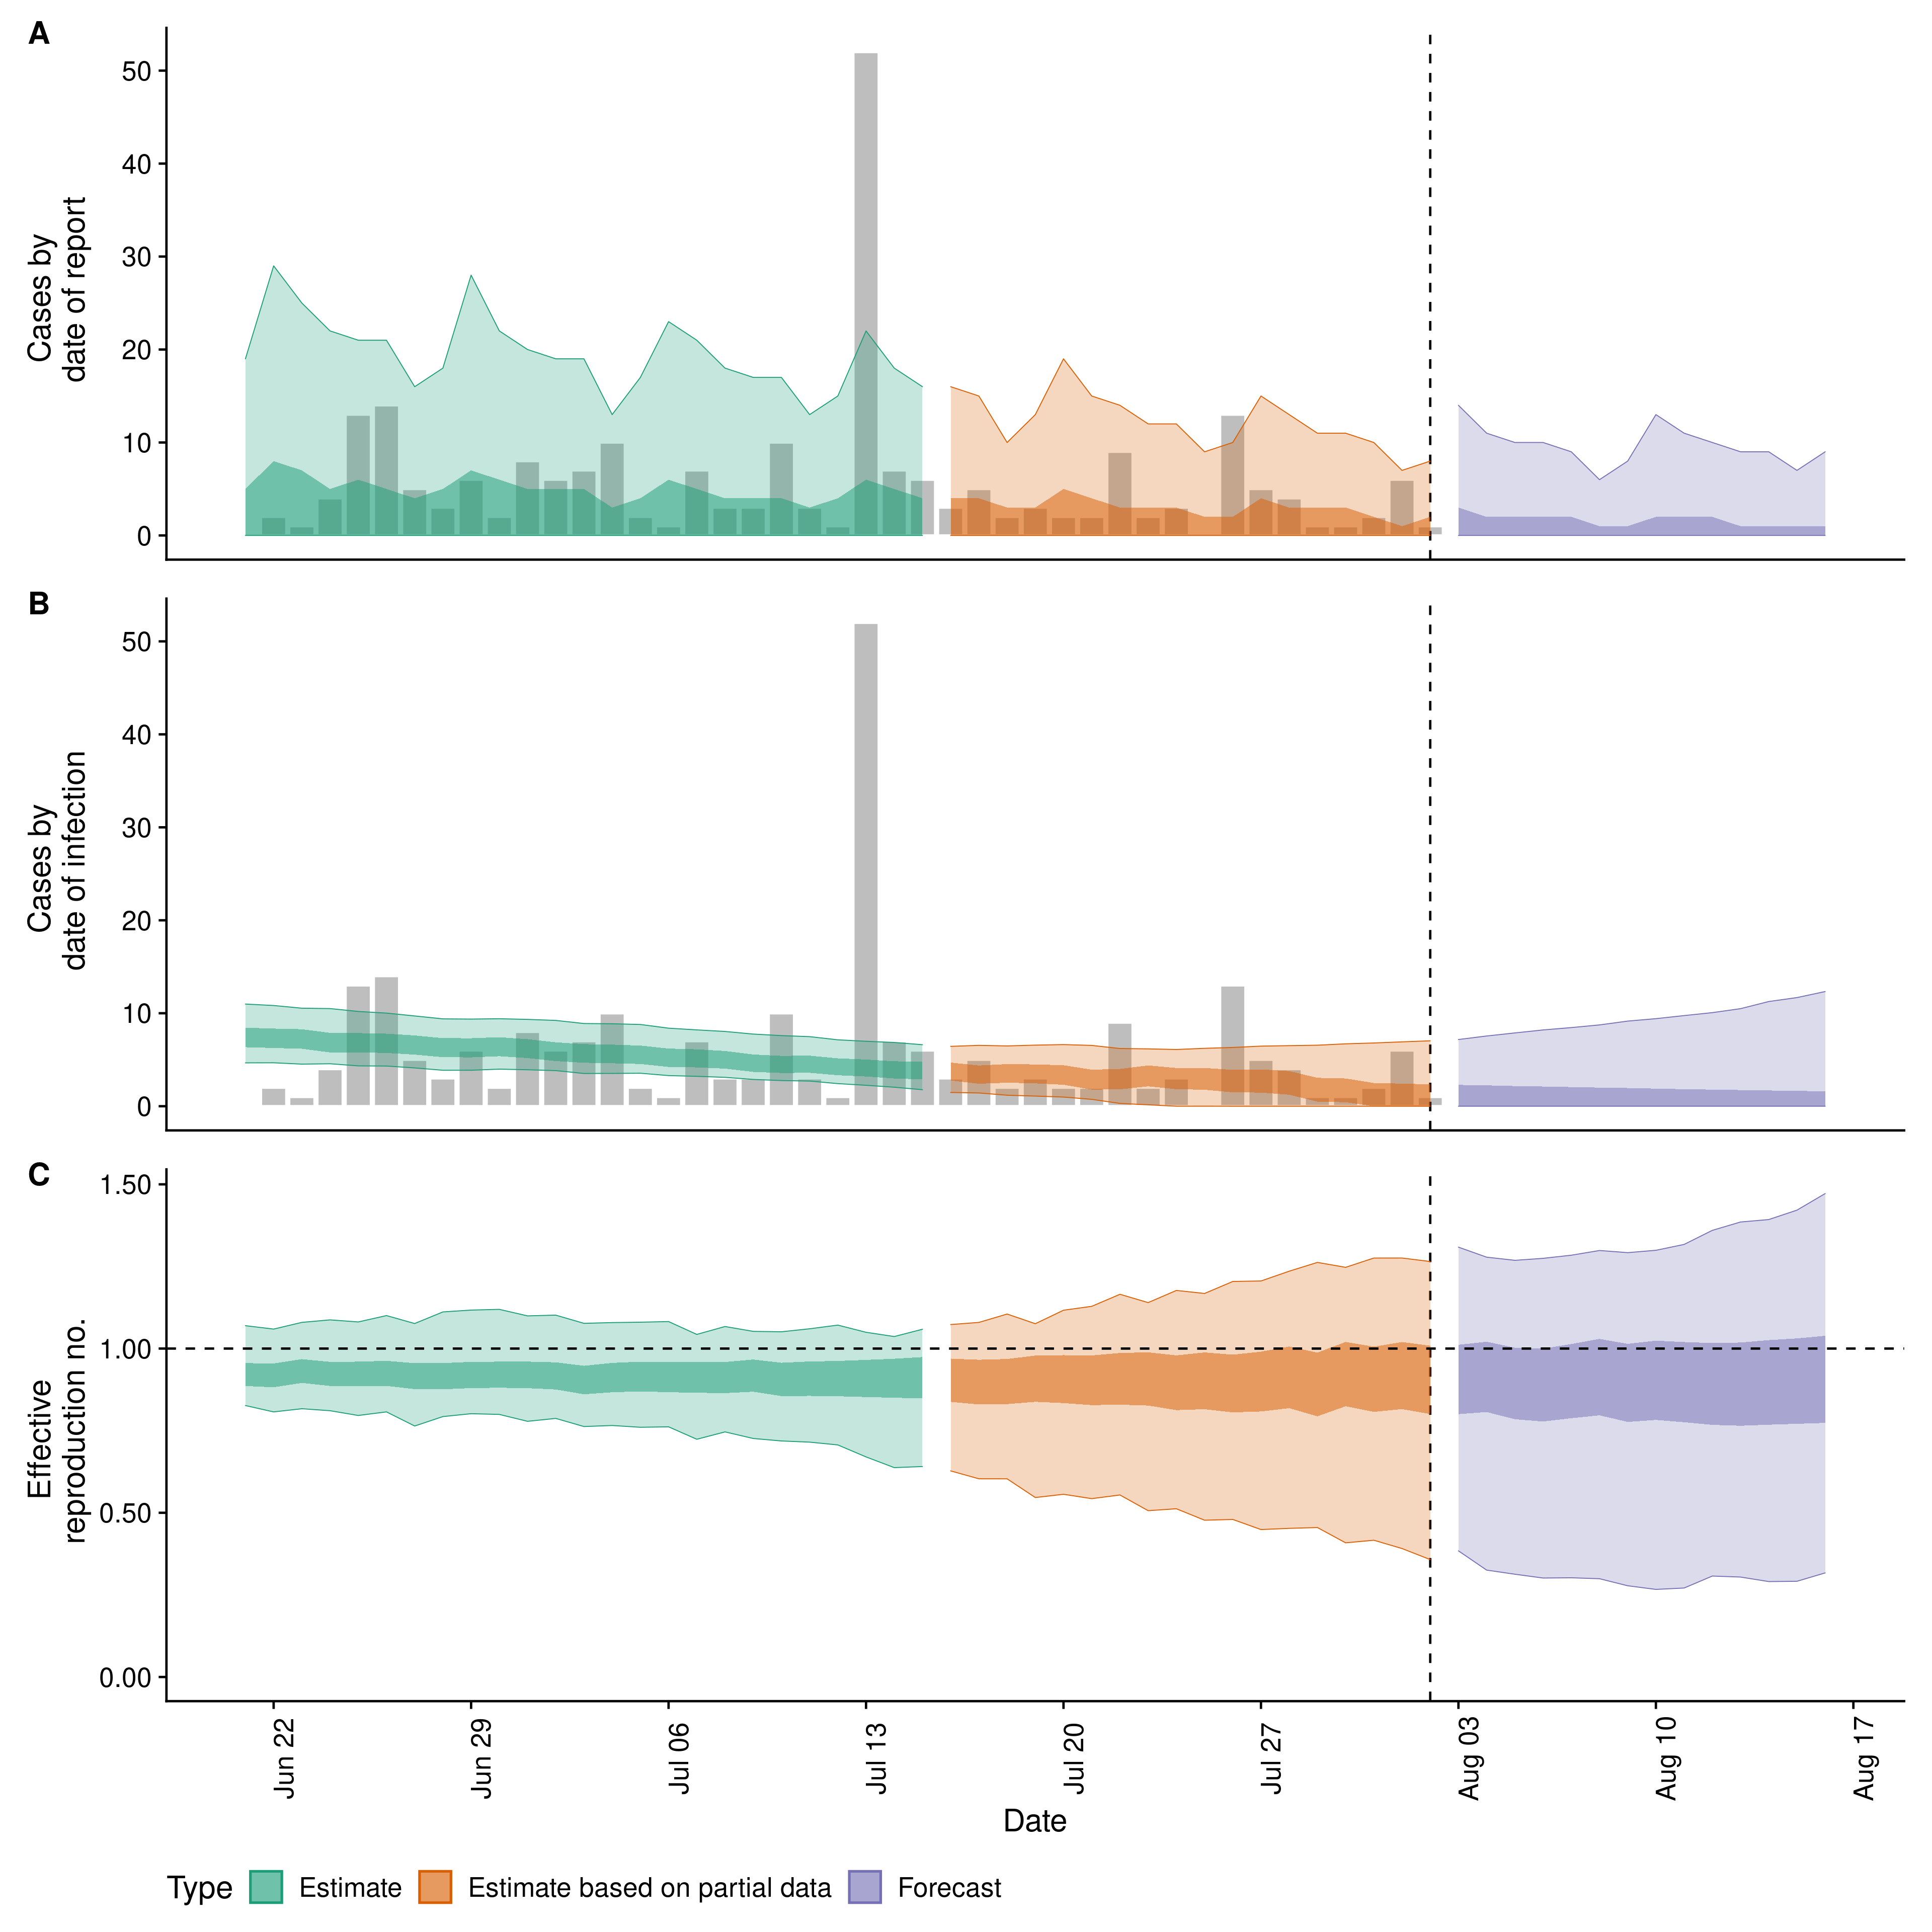 A
Cases by
date of report
50
40
30
20
10
0
B
Cases by
date of infection
50
40
30
20
10
0
C
Effective
reproduction no.
1.50
1.00
0.50
0.00
Jun 22
Jun 29
Jul 06
Jul 13
Jul 20
Jul 27
Aug 03
Aug 10
Aug 17
Date
Type Estimate Estimate based on partial data Forecast